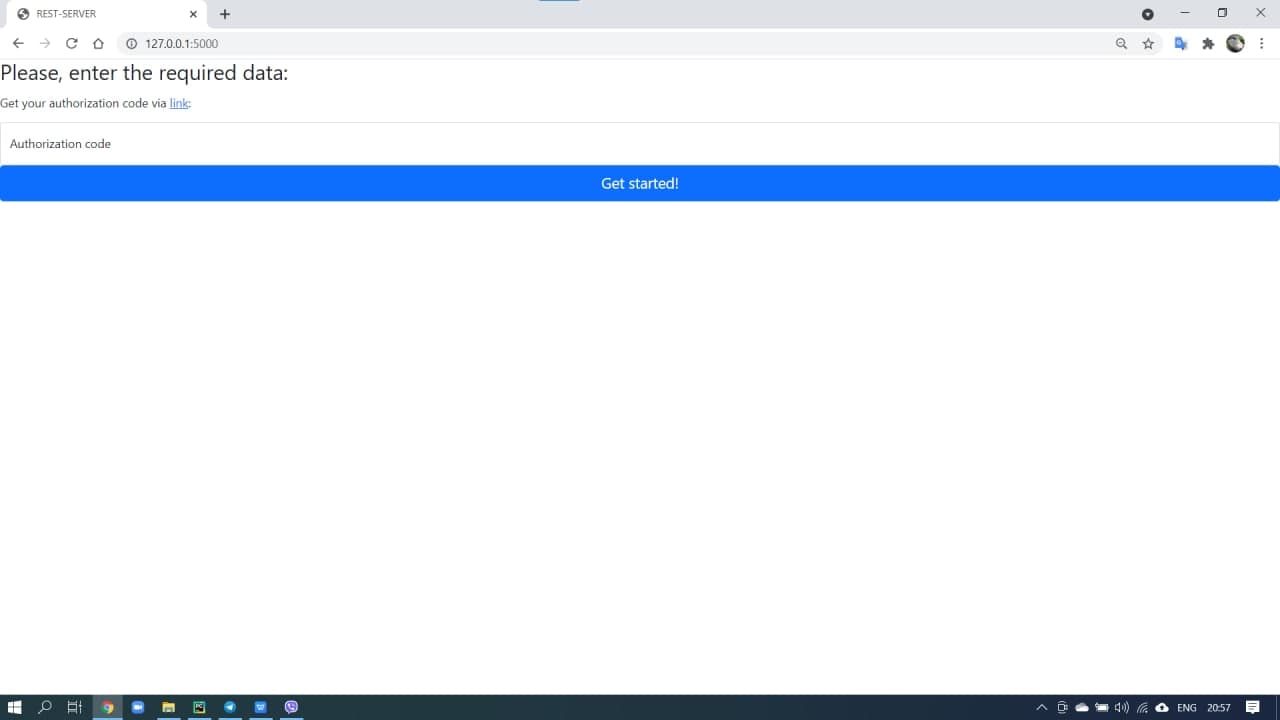 REST-SERVER
127.0.0.1:5000
Please, enter the required data:
Get your authorization code via link:
Authorization code
Get started!
ENG
20:57